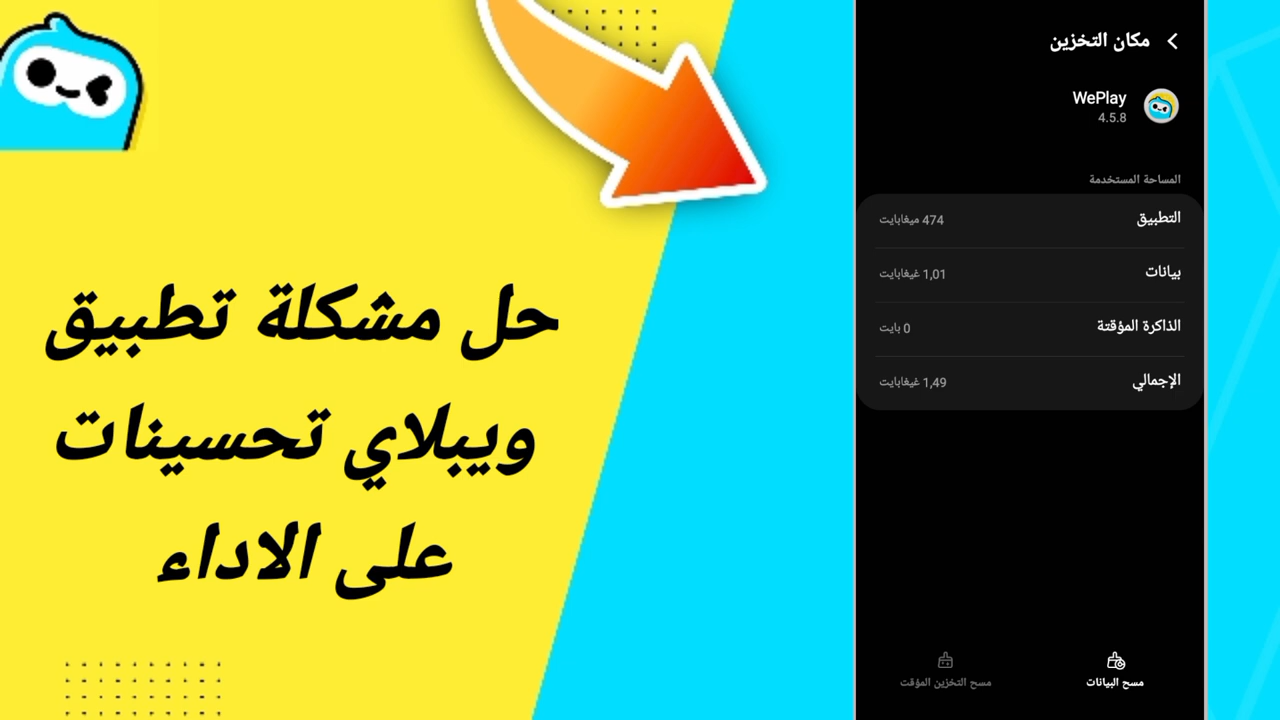 حل مشكلة تطبيق
ويبلاي تحسينات
على الاداء
مكان التخزين
WePlay
4.5.8
المساحة المستخدمة
التطبيق 474 ميغابايت
بيانات 1,01 غيغابايت
الذاكرة المؤقتة 0 بايت
الإجمالي 1,49 غيغابايت
مسح البيانات مسح التخزين المؤقت